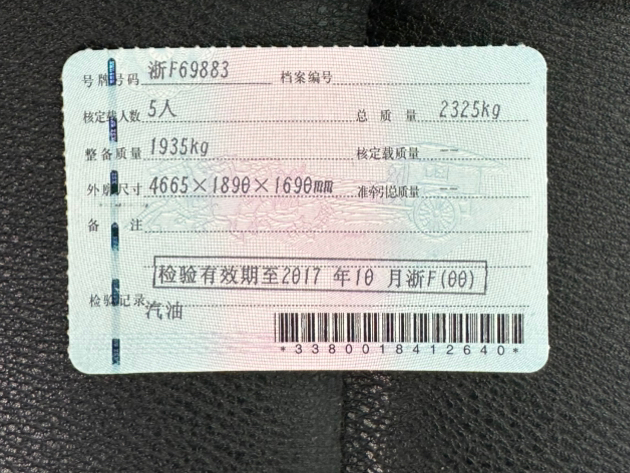 号牌号码 浙F69883 档案编号
核定载人数 5人 总质量 2325kg
整备质量 1935kg 核定载质量 --
外廓尺寸 4665×1890×1690mm 准牵引总质量 --
备注
检验有效期至2017 年10 月浙F(00)
检验记录 汽油
*3380018412640*